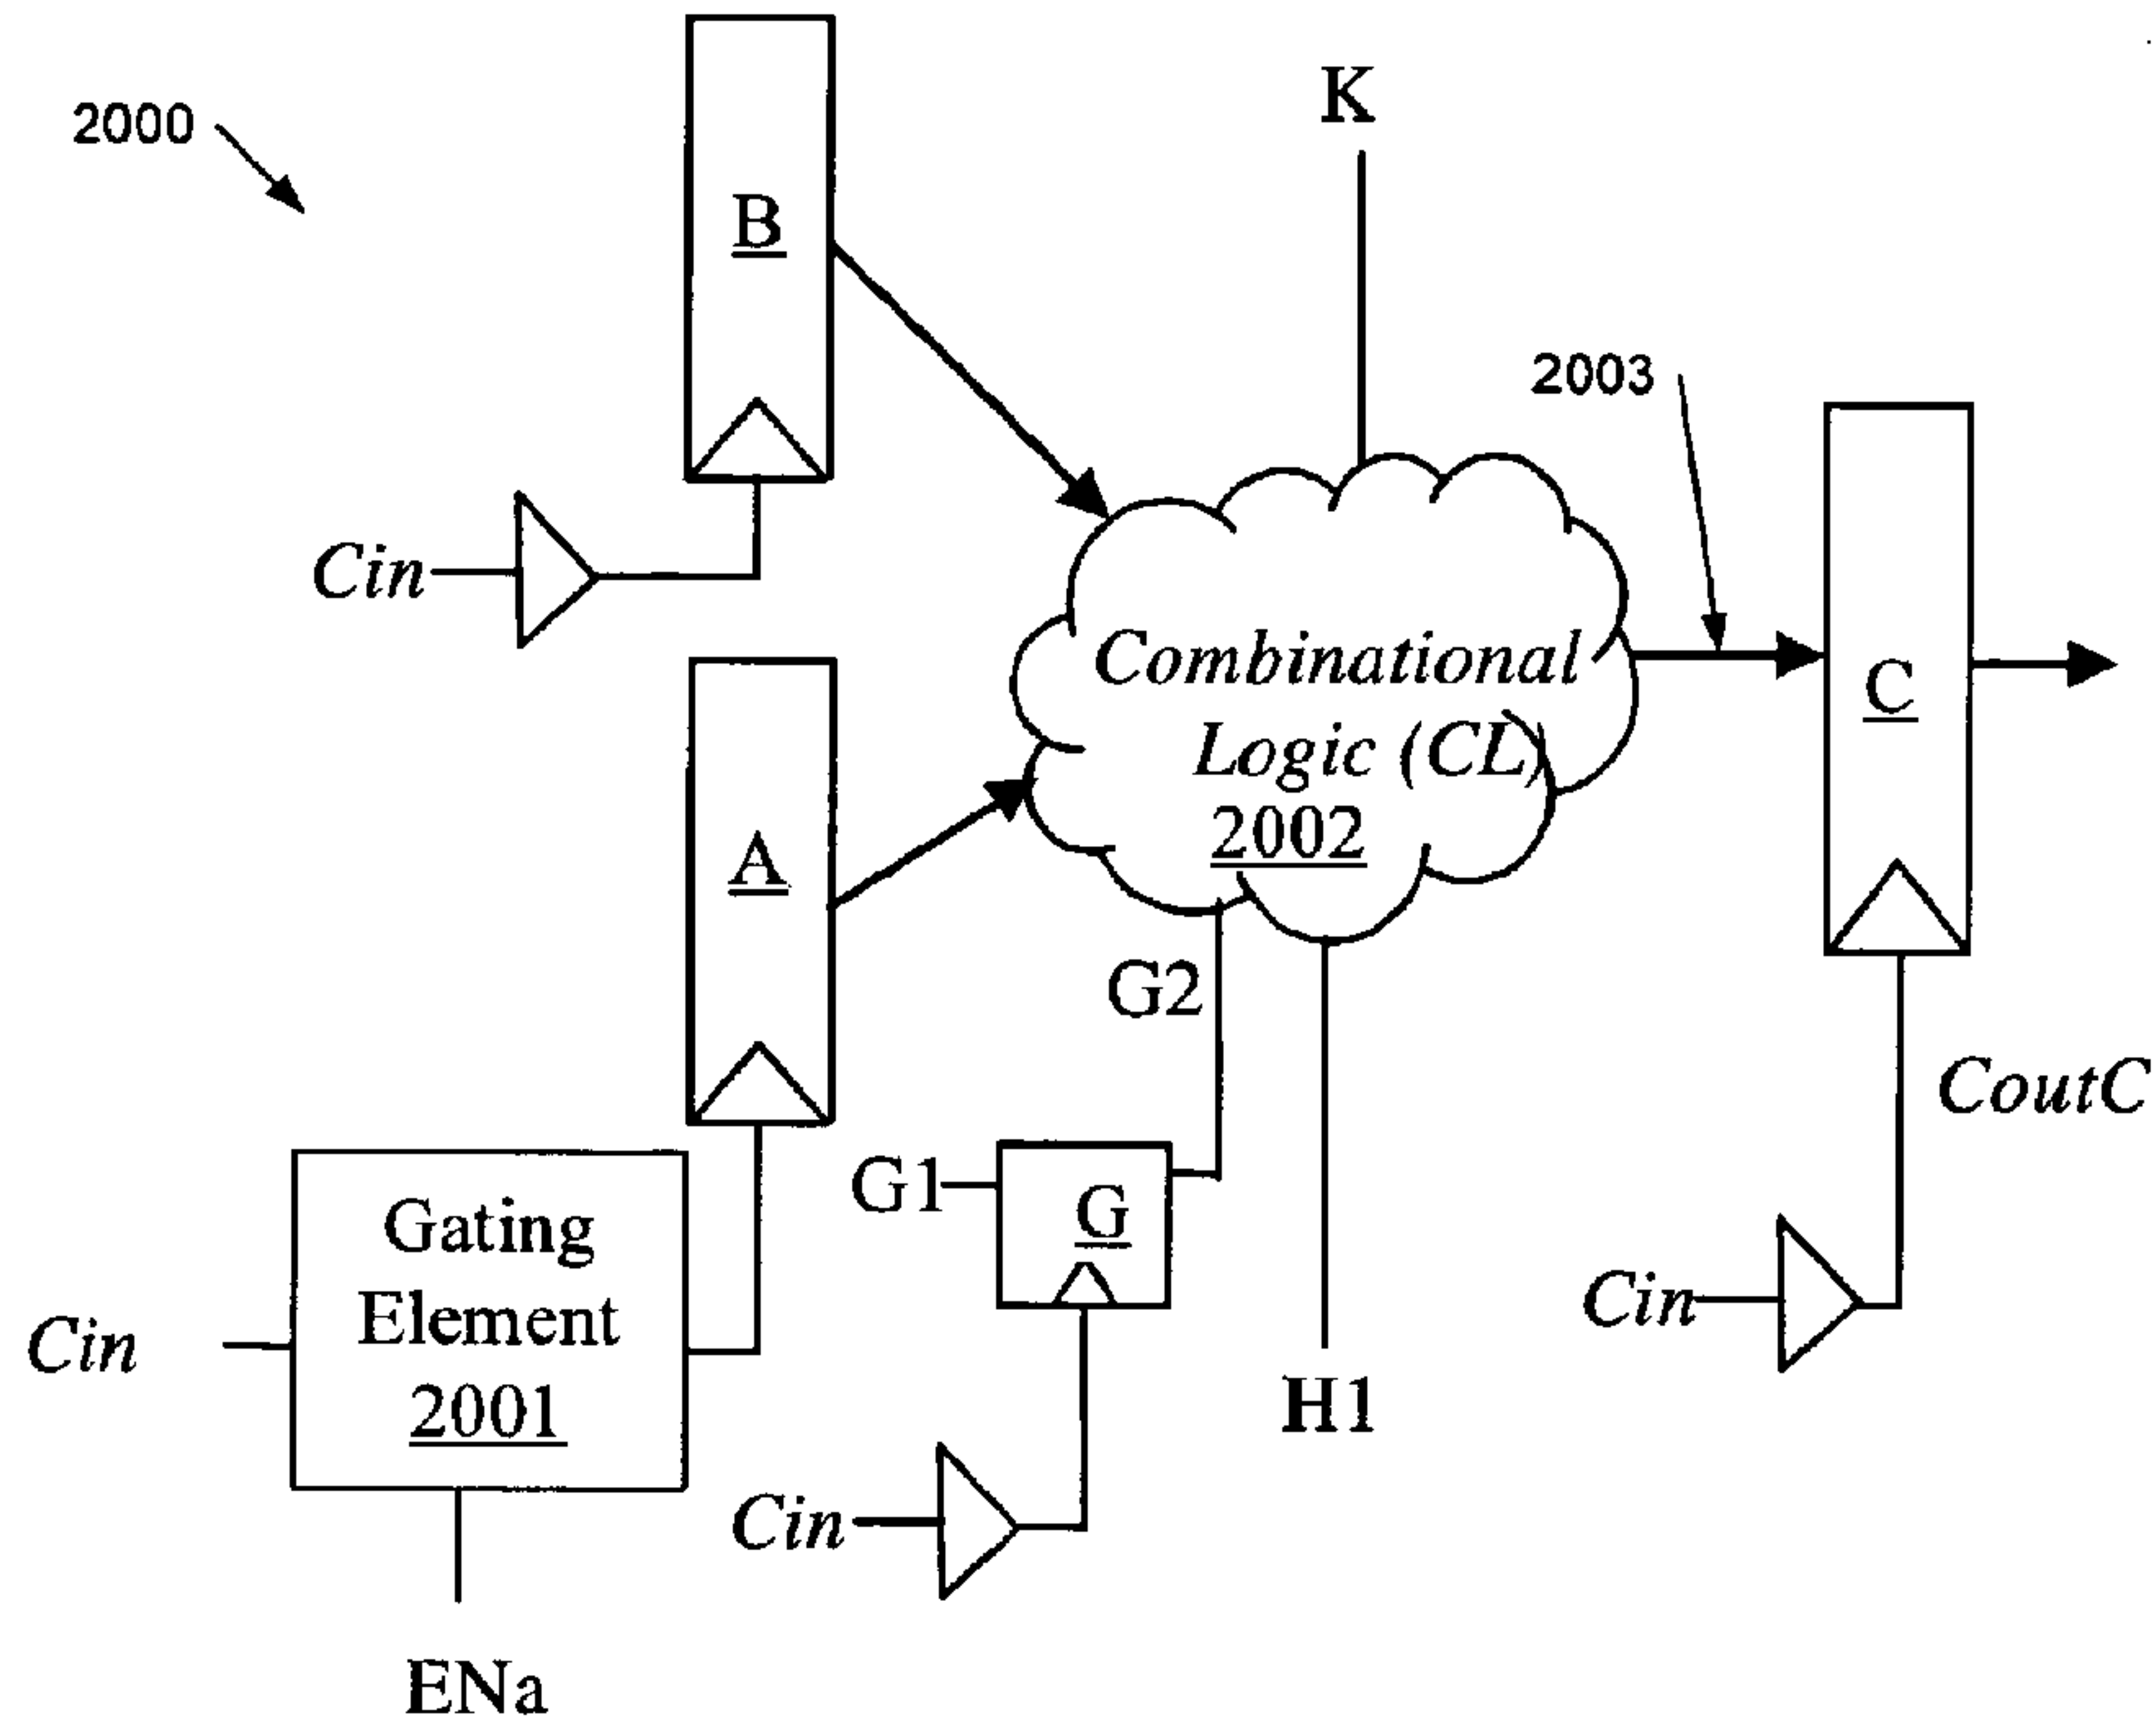 2000
B
K
2003
Cin
Combinational
Logic (CL)
2002
C
A
G2
CoutC
Gating
Element
2001
Cin
G1
G
Cin
H1
Cin
ENa